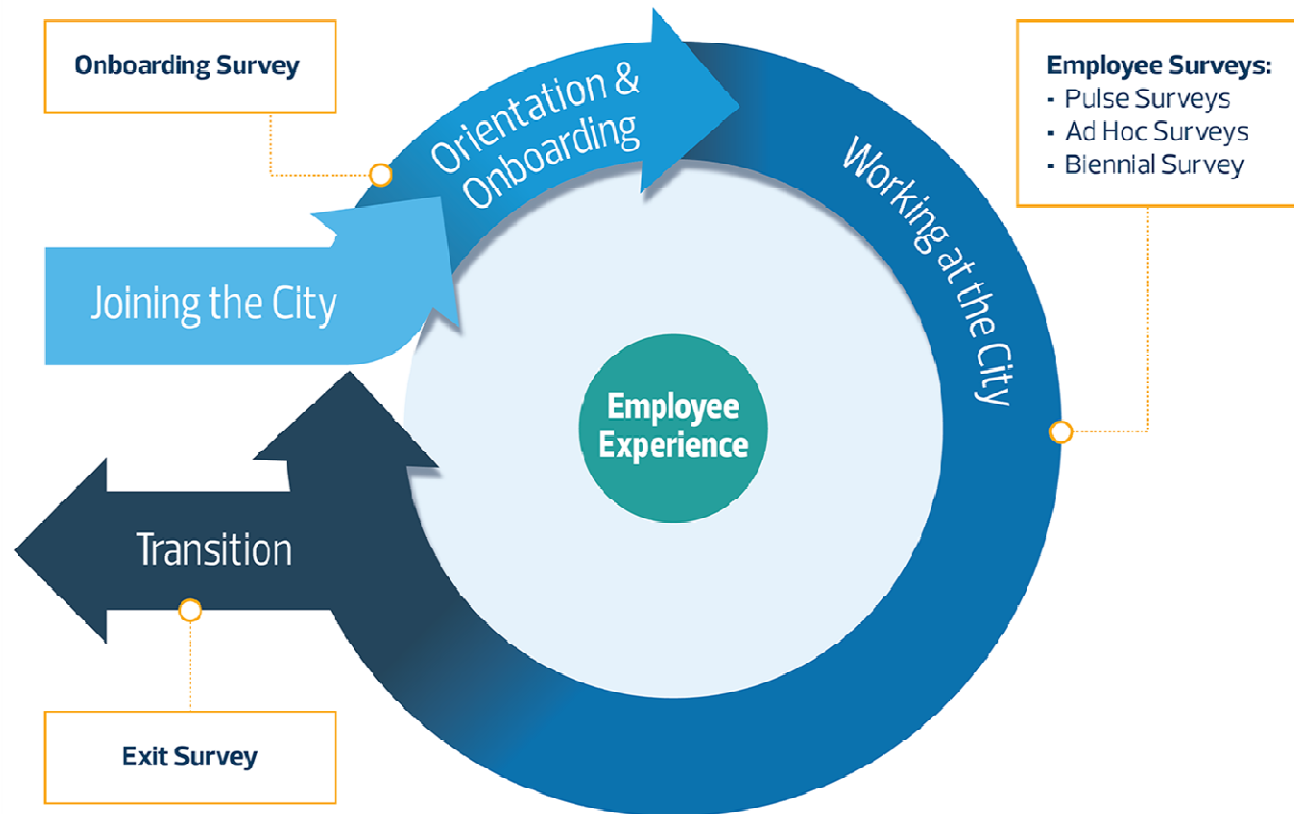 Onboarding Survey
Orientation &
Onboarding
Employee Surveys:
- Pulse Surveys
- Ad Hoc Surveys
- Biennial Survey
Working at the City
Joining the City
Employee
Experience
Transition
Exit Survey